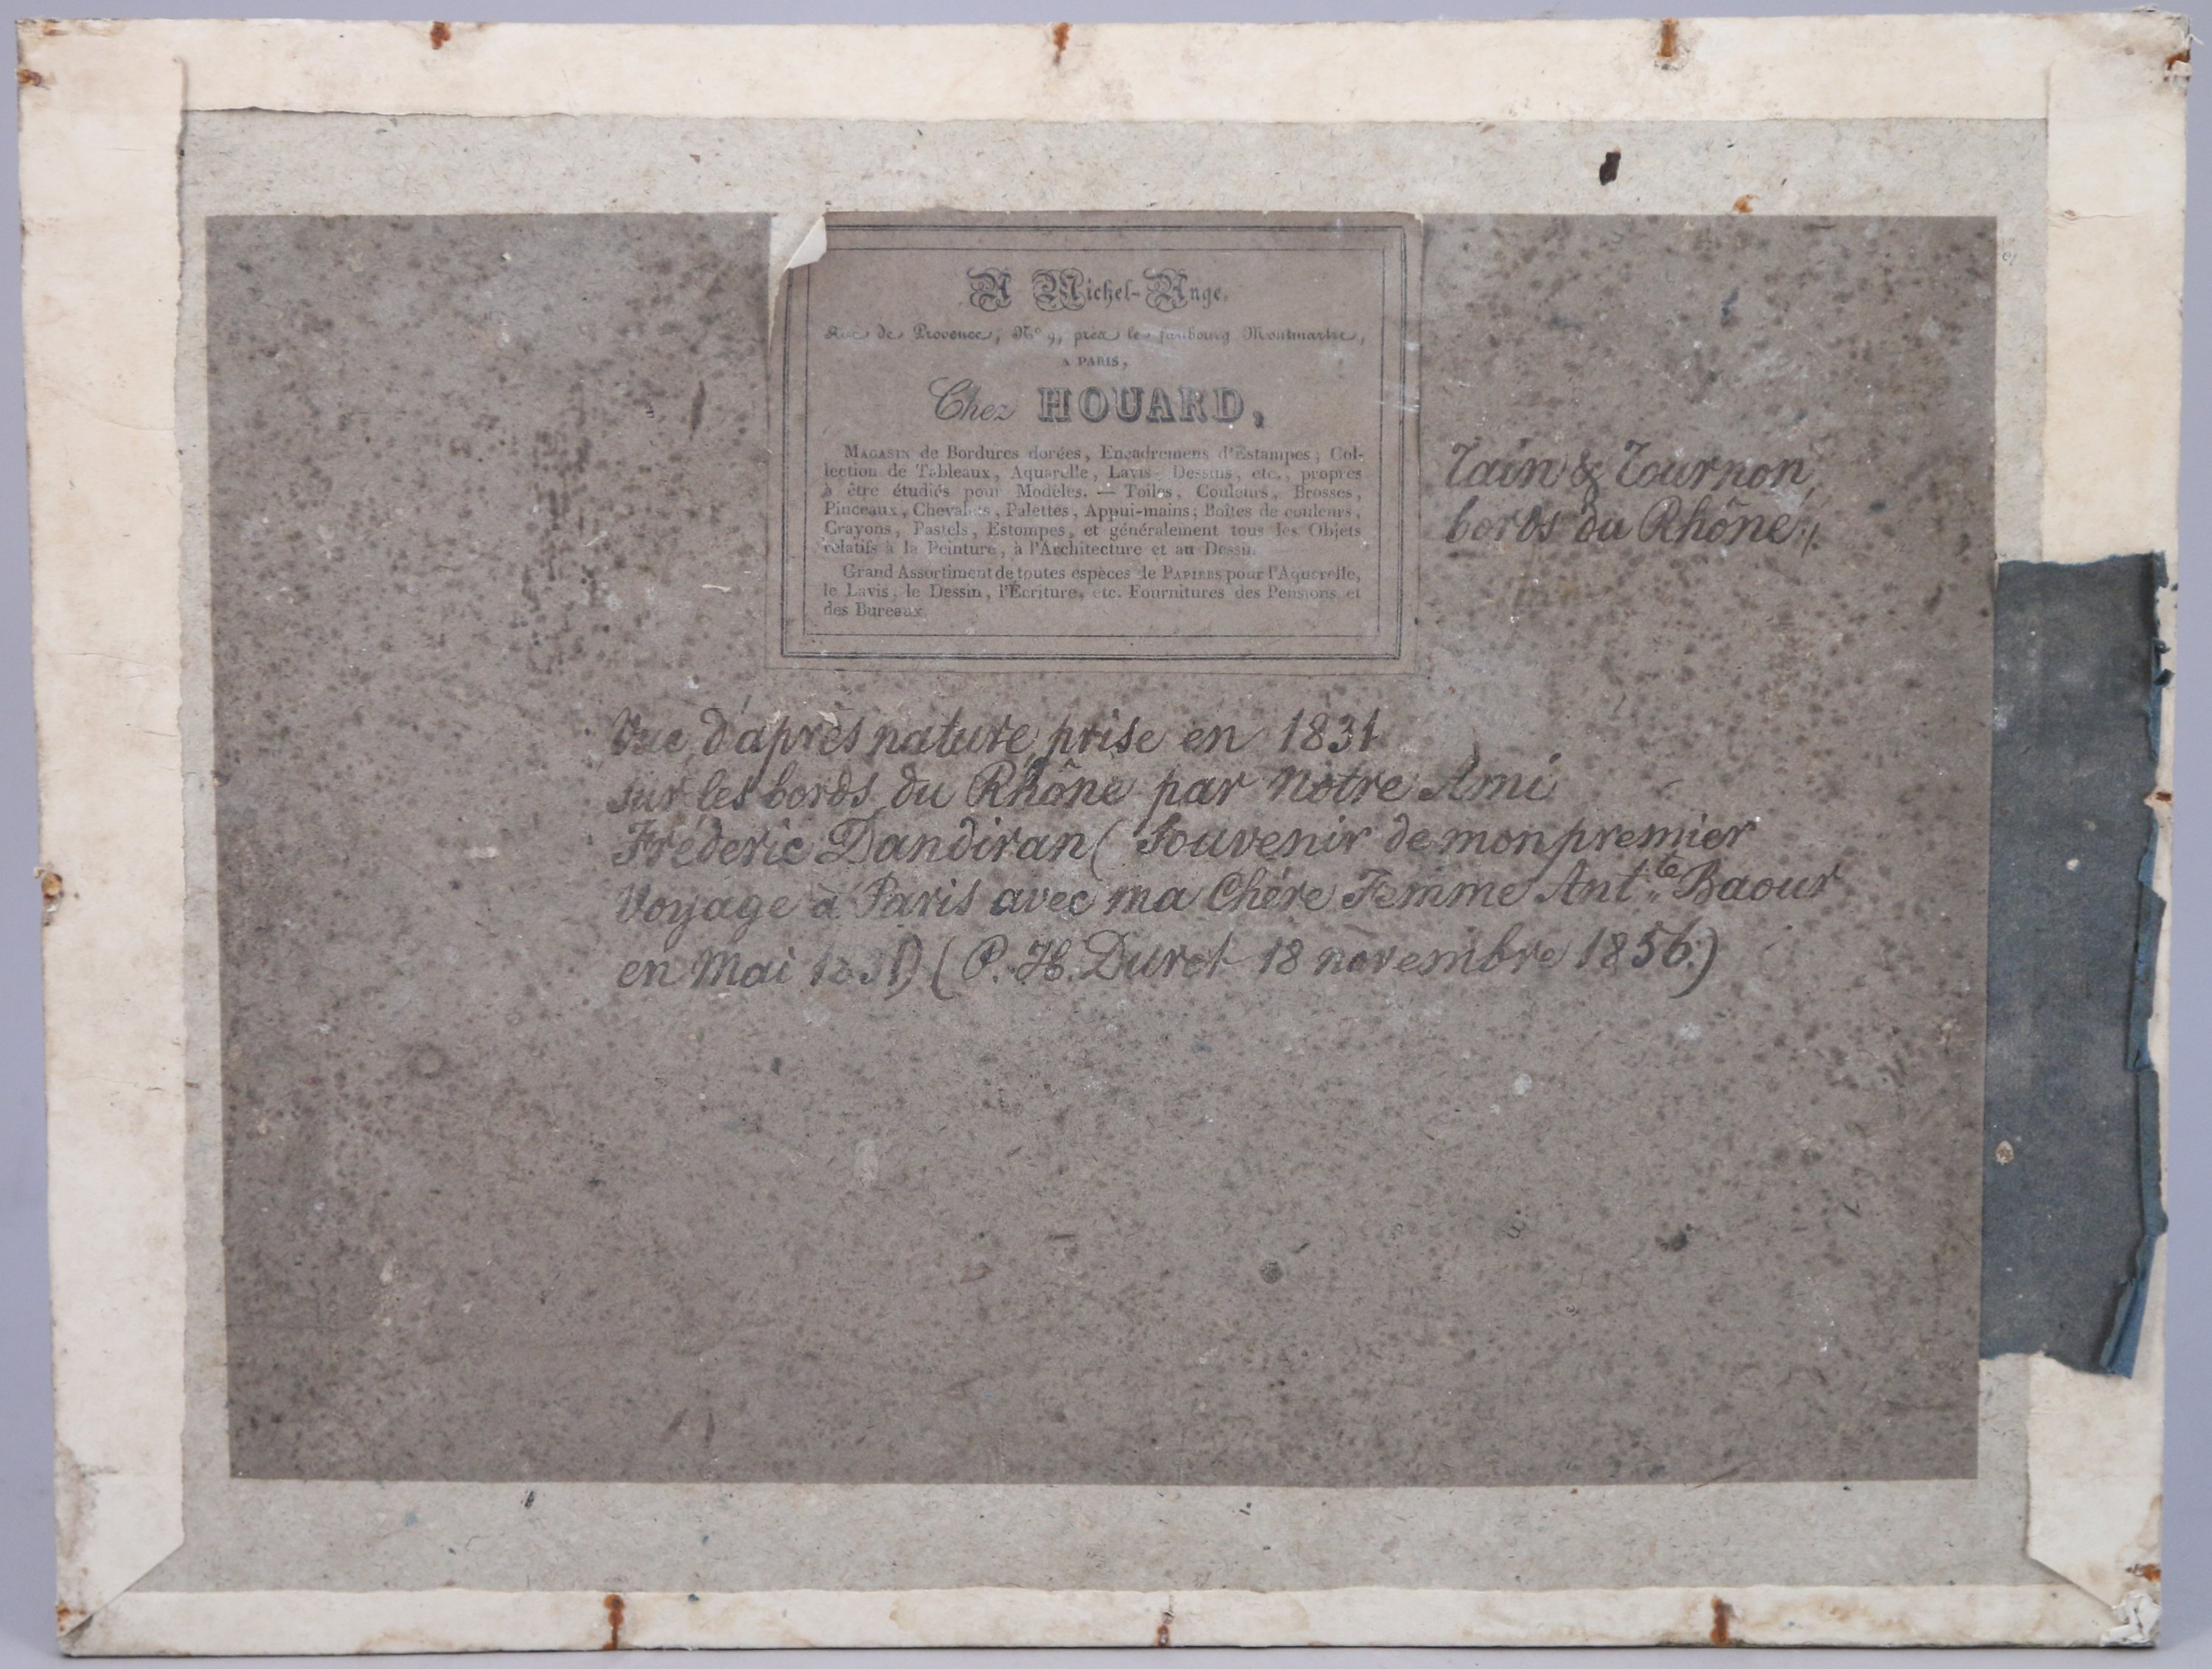 A Michel-Ange,
Rue de Provence, N° 9, près le faubourg Montmartre,
A PARIS,
Chez HOUARD,
MAGASIN de Bordures dorées, Encadremens d'Estampes; Col-
lection de Tableaux, Aquarelle, Lavis, Dessins, etc., propres
à être étudiés pour Modèles. — Toiles, Couleurs, Brosses,
Pinceaux, Chevalets, Palettes, Appui-mains; Boîtes de couleurs,
Crayons, Pastels, Estompes, et généralement tous les Objets
relatifs à la Peinture, à l'Architecture et au Dessin.
Grand Assortiment de toutes espèces de PAPIERS pour l'Aquarelle,
le Lavis, le Dessin, l'Écriture, etc. Fournitures des Pensions et
des Bureaux.
Tain & Tournon,
bords du Rhône.
Vue d'après nature, prise en 1831
sur les bords du Rhône par notre Ami
Fréderic Dandiran (Souvenir de mon premier
Voyage à Paris avec ma Chére Femme Ant.te Baour
en Mai 1831) (P. H. Duret 18 novembre 1856.)